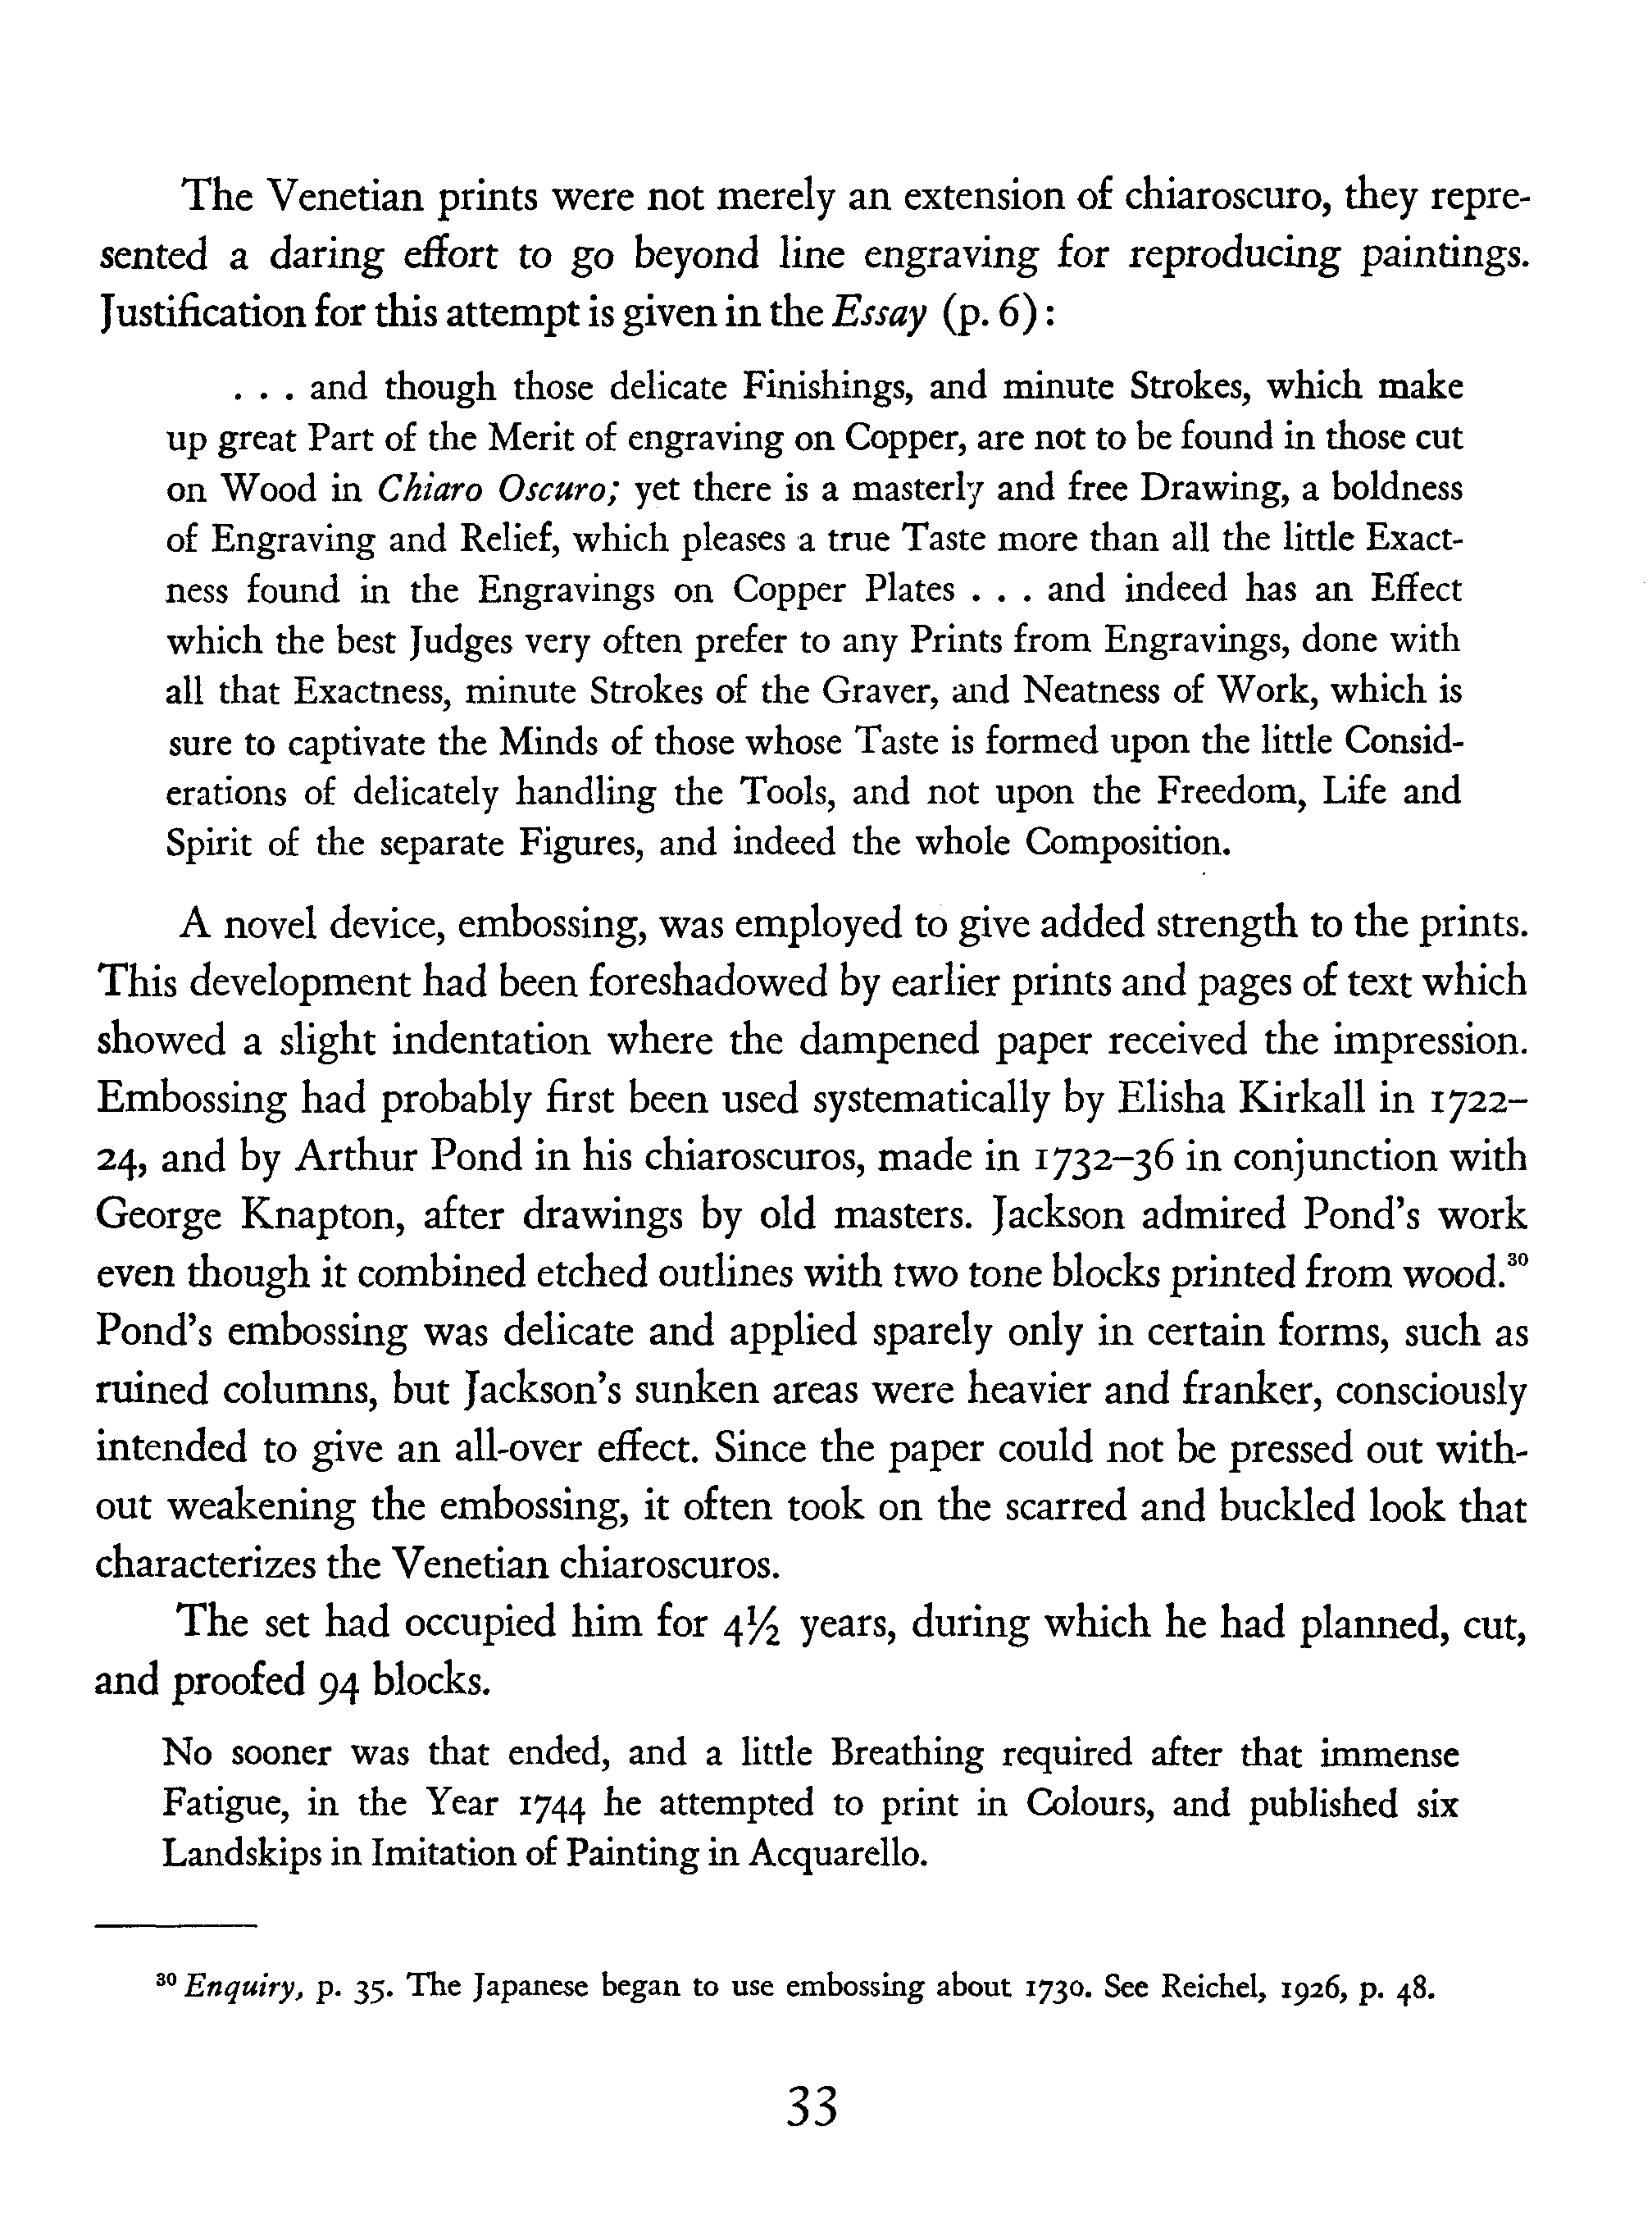 The Venetian prints were not merely an extension of chiaroscuro, they repre-
sented a daring effort to go beyond line engraving for reproducing paintings.
Justification for this attempt is given in the Essay (p. 6):
. . . and though those delicate Finishings, and minute Strokes, which make
up great Part of the Merit of engraving on Copper, are not to be found in those cut
on Wood in Chiaro Oscuro; yet there is a masterly and free Drawing, a boldness
of Engraving and Relief, which pleases a true Taste more than all the little Exact-
ness found in the Engravings on Copper Plates . . . and indeed has an Effect
which the best Judges very often prefer to any Prints from Engravings, done with
all that Exactness, minute Strokes of the Graver, and Neatness of Work, which is
sure to captivate the Minds of those whose Taste is formed upon the little Consid-
erations of delicately handling the Tools, and not upon the Freedom, Life and
Spirit of the separate Figures, and indeed the whole Composition.
A novel device, embossing, was employed to give added strength to the prints.
This development had been foreshadowed by earlier prints and pages of text which
showed a slight indentation where the dampened paper received the impression.
Embossing had probably first been used systematically by Elisha Kirkall in 1722–
24, and by Arthur Pond in his chiaroscuros, made in 1732–36 in conjunction with
George Knapton, after drawings by old masters. Jackson admired Pond's work
even though it combined etched outlines with two tone blocks printed from wood.³⁰
Pond's embossing was delicate and applied sparely only in certain forms, such as
ruined columns, but Jackson's sunken areas were heavier and franker, consciously
intended to give an all-over effect. Since the paper could not be pressed out with-
out weakening the embossing, it often took on the scarred and buckled look that
characterizes the Venetian chiaroscuros.
The set had occupied him for 4½ years, during which he had planned, cut,
and proofed 94 blocks.
No sooner was that ended, and a little Breathing required after that immense
Fatigue, in the Year 1744 he attempted to print in Colours, and published six
Landskips in Imitation of Painting in Acquarello.
³⁰ Enquiry, p. 35. The Japanese began to use embossing about 1730. See Reichel, 1926, p. 48.
33